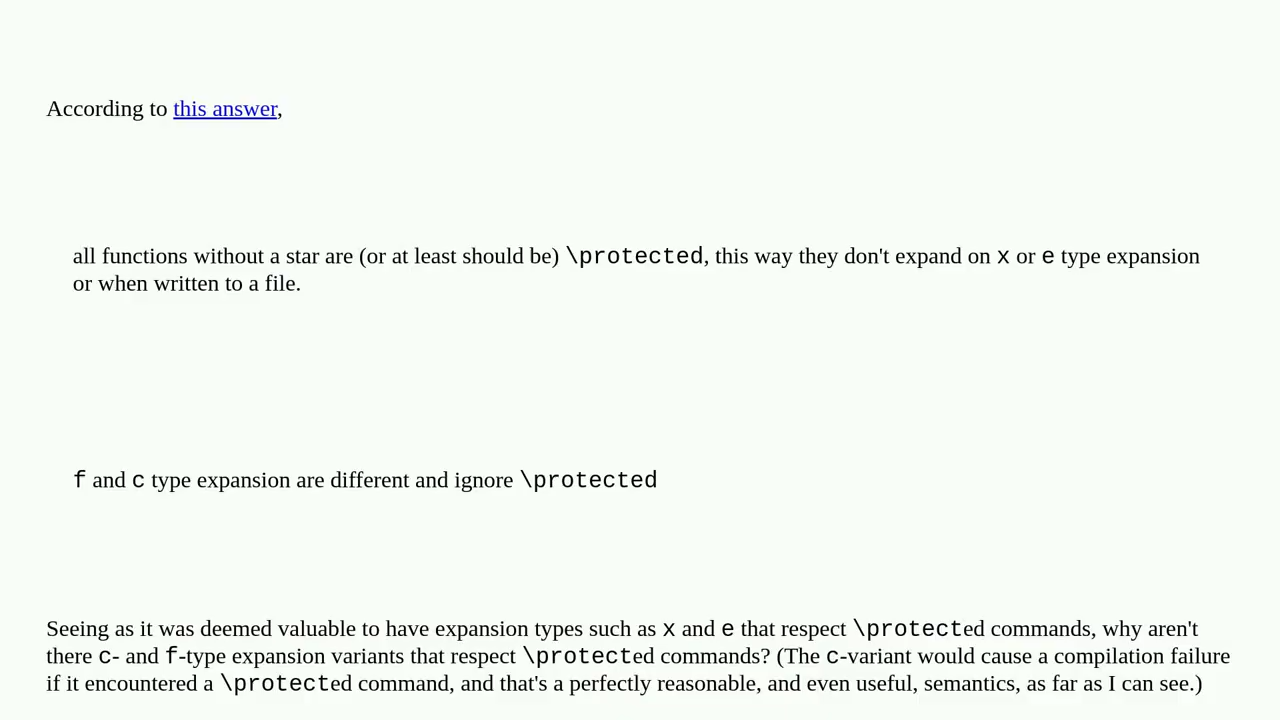 According to this answer,
all functions without a star are (or at least should be) \protected, this way they don't expand on x or e type expansion
or when written to a file.
f and c type expansion are different and ignore \protected
Seeing as it was deemed valuable to have expansion types such as x and e that respect \protected commands, why aren't
there c- and f-type expansion variants that respect \protected commands? (The c-variant would cause a compilation failure
if it encountered a \protected command, and that's a perfectly reasonable, and even useful, semantics, as far as I can see.)